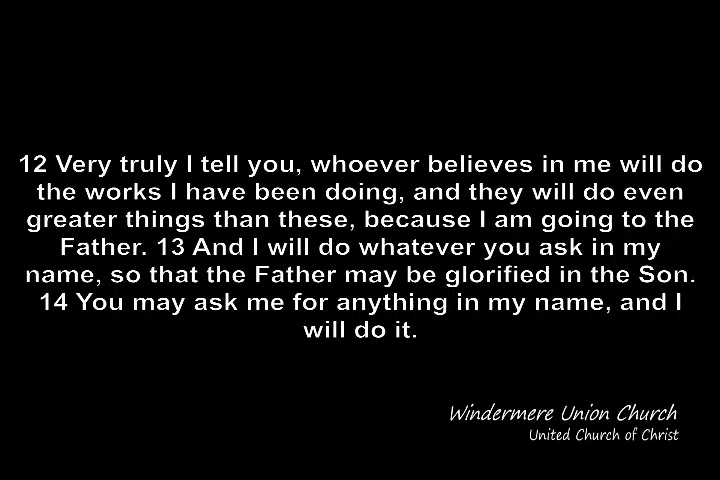 12 Very truly I tell you, whoever believes in me will do
the works I have been doing, and they will do even
greater things than these, because I am going to the
Father. 13 And I will do whatever you ask in my
name, so that the Father may be glorified in the Son.
14 You may ask me for anything in my name, and I
will do it.
Windermere Union Church
United Church of Christ